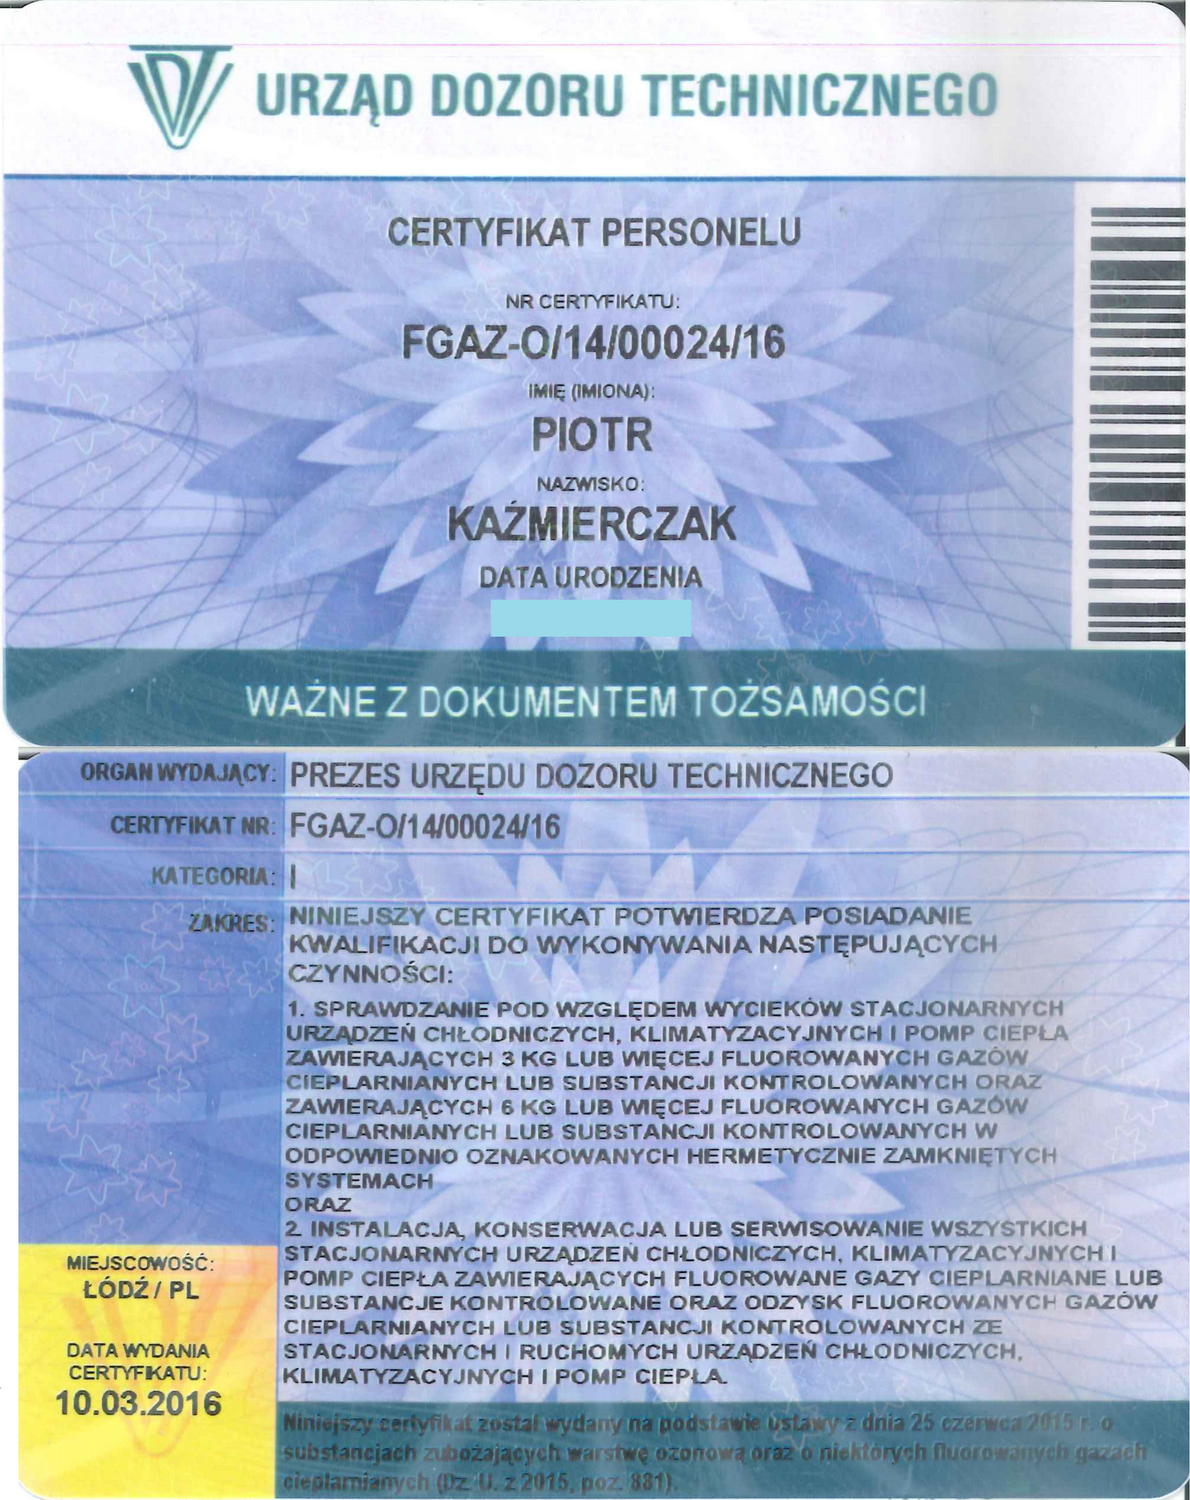 UDT URZĄD DOZORU TECHNICZNEGO
CERTYFIKAT PERSONELU
NR CERTYFIKATU:
FGAZ-O/14/00024/16
IMIĘ (IMIONA):
PIOTR
NAZWISKO:
KAŹMIERCZAK
DATA URODZENIA
WAŻNE Z DOKUMENTEM TOŻSAMOŚCI
ORGAN WYDAJĄCY: PREZES URZĘDU DOZORU TECHNICZNEGO
CERTYFIKAT NR: FGAZ-O/14/00024/16
KATEGORIA: I
ZAKRES: NINIEJSZY CERTYFIKAT POTWIERDZA POSIADANIE
KWALIFIKACJI DO WYKONYWANIA NASTĘPUJĄCYCH
CZYNNOŚCI:
1. SPRAWDZANIE POD WZGLĘDEM WYCIEKÓW STACJONARNYCH
URZĄDZEŃ CHŁODNICZYCH, KLIMATYZACYJNYCH I POMP CIEPŁA
ZAWIERAJĄCYCH 3 KG LUB WIĘCEJ FLUOROWANYCH GAZÓW
CIEPLARNIANYCH LUB SUBSTANCJI KONTROLOWANYCH ORAZ
ZAWIERAJĄCYCH 6 KG LUB WIĘCEJ FLUOROWANYCH GAZÓW
CIEPLARNIANYCH LUB SUBSTANCJI KONTROLOWANYCH W
ODPOWIEDNIO OZNAKOWANYCH HERMETYCZNIE ZAMKNIĘTYCH
SYSTEMACH
ORAZ
2. INSTALACJA, KONSERWACJA LUB SERWISOWANIE WSZYSTKICH
STACJONARNYCH URZĄDZEŃ CHŁODNICZYCH, KLIMATYZACYJNYCH I
POMP CIEPŁA ZAWIERAJĄCYCH FLUOROWANE GAZY CIEPLARNIANE LUB
SUBSTANCJE KONTROLOWANE ORAZ ODZYSK FLUOROWANYCH GAZÓW
CIEPLARNIANYCH LUB SUBSTANCJI KONTROLOWANYCH ZE
STACJONARNYCH I RUCHOMYCH URZĄDZEŃ CHŁODNICZYCH,
KLIMATYZACYJNYCH I POMP CIEPŁA.
MIEJSCOWOŚĆ:
ŁÓDŹ / PL
DATA WYDANIA
CERTYFIKATU:
10.03.2016
Niniejszy certyfikat został wydany na podstawie ustawy z dnia 25 czerwca 2015 r. o
substancjach zubożających warstwę ozonową oraz o niektórych fluorowanych gazach
cieplarnianych (Dz. U. z 2015, poz. 881).